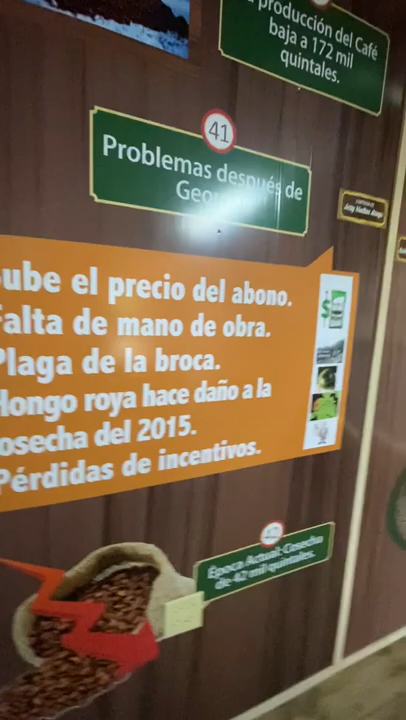 producción del Café
baja a 172 mil
quintales.
41
Problemas después de
ube el precio del abono.
alta de mano de obra.
Plaga de la broca.
Hongo roya hace daño a la
osecha del 2015.
Pérdidas de incentivos.
Época Actual: Cosecha
de 42 mil quintales.